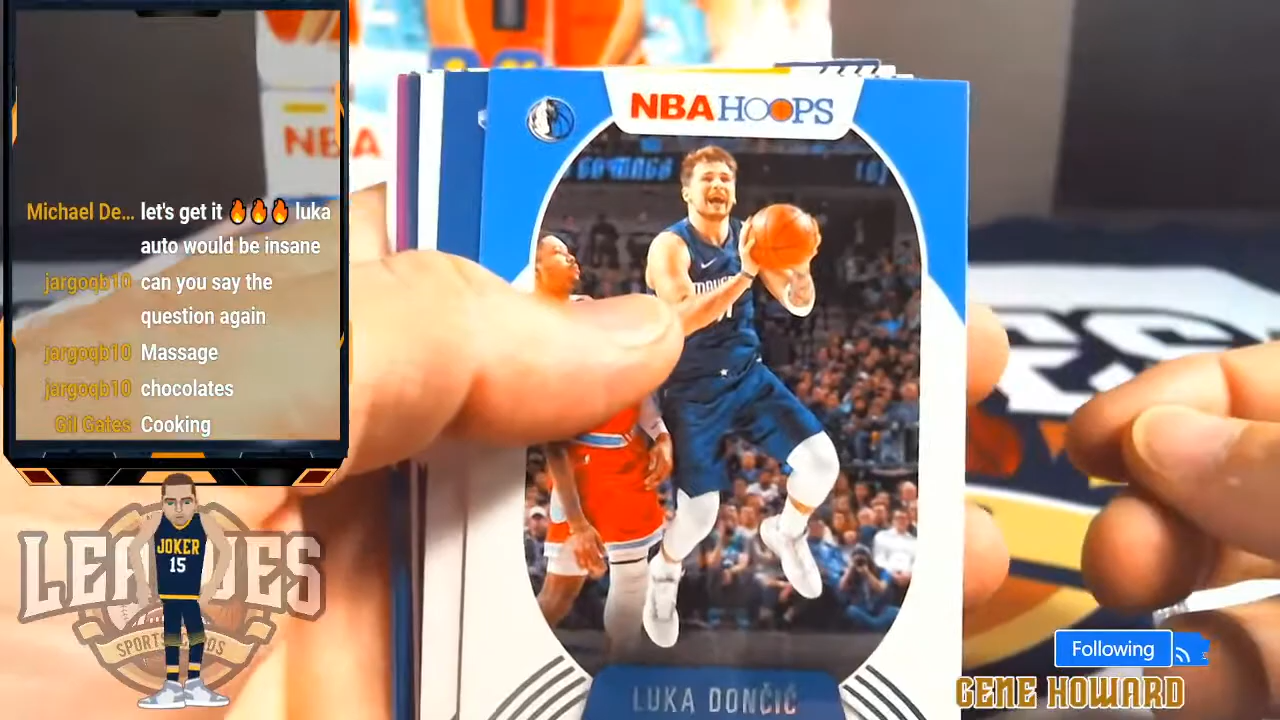 NBA HOOPS
NBA
Michael De... let's get it 🔥🔥🔥 luka
auto would be insane
jargoqb10 can you say the
question again
jargoqb10 Massage
jargoqb10 chocolates
Gil Gates Cooking
JOKER
15
LUKA DONČIĆ
Following
GENE HOWARD